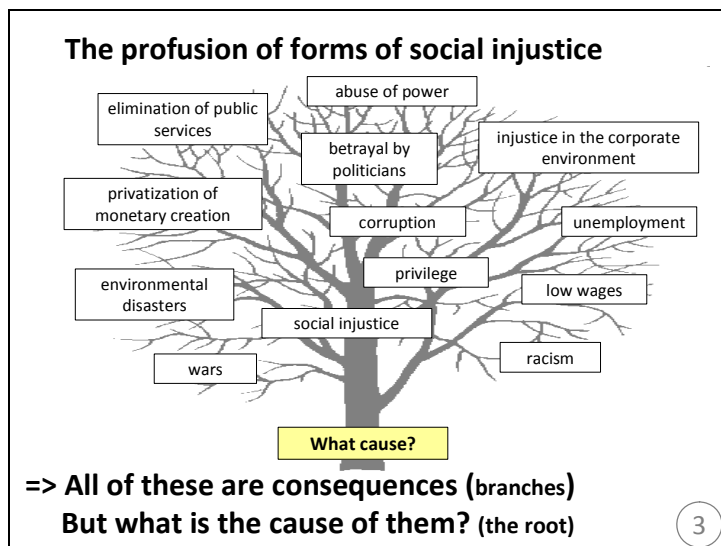 The profusion of forms of social injustice
abuse of power
elimination of public
services
betrayal by
politicians
injustice in the corporate
environment
privatization of
monetary creation
corruption
unemployment
privilege
environmental
disasters
low wages
social injustice
racism
wars
What cause?
=> All of these are consequences (branches)
But what is the cause of them? (the root)
3